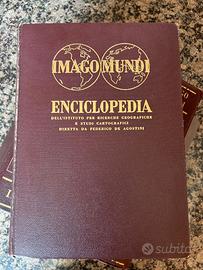 IMAGO MUNDI
ENCICLOPEDIA
DELL'ISTITUTO PER RICERCHE GEOGRAFICHE
E STUDI CARTOGRAFICI
DIRETTA DA FEDERICO DE AGOSTINI
subito